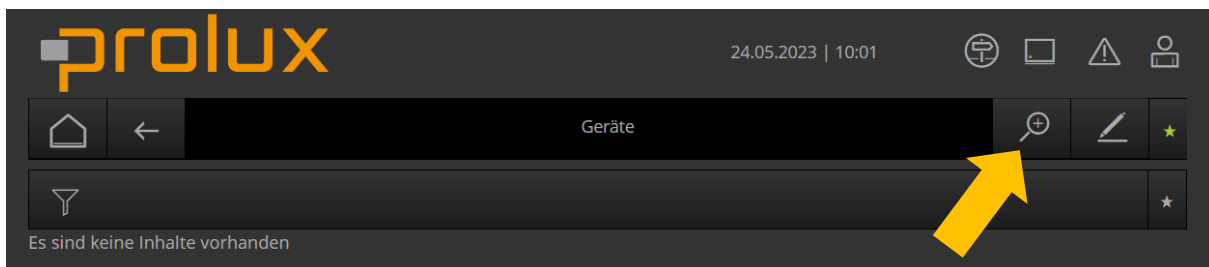 prolux
24.05.2023 | 10:01
Geräte
Es sind keine Inhalte vorhanden